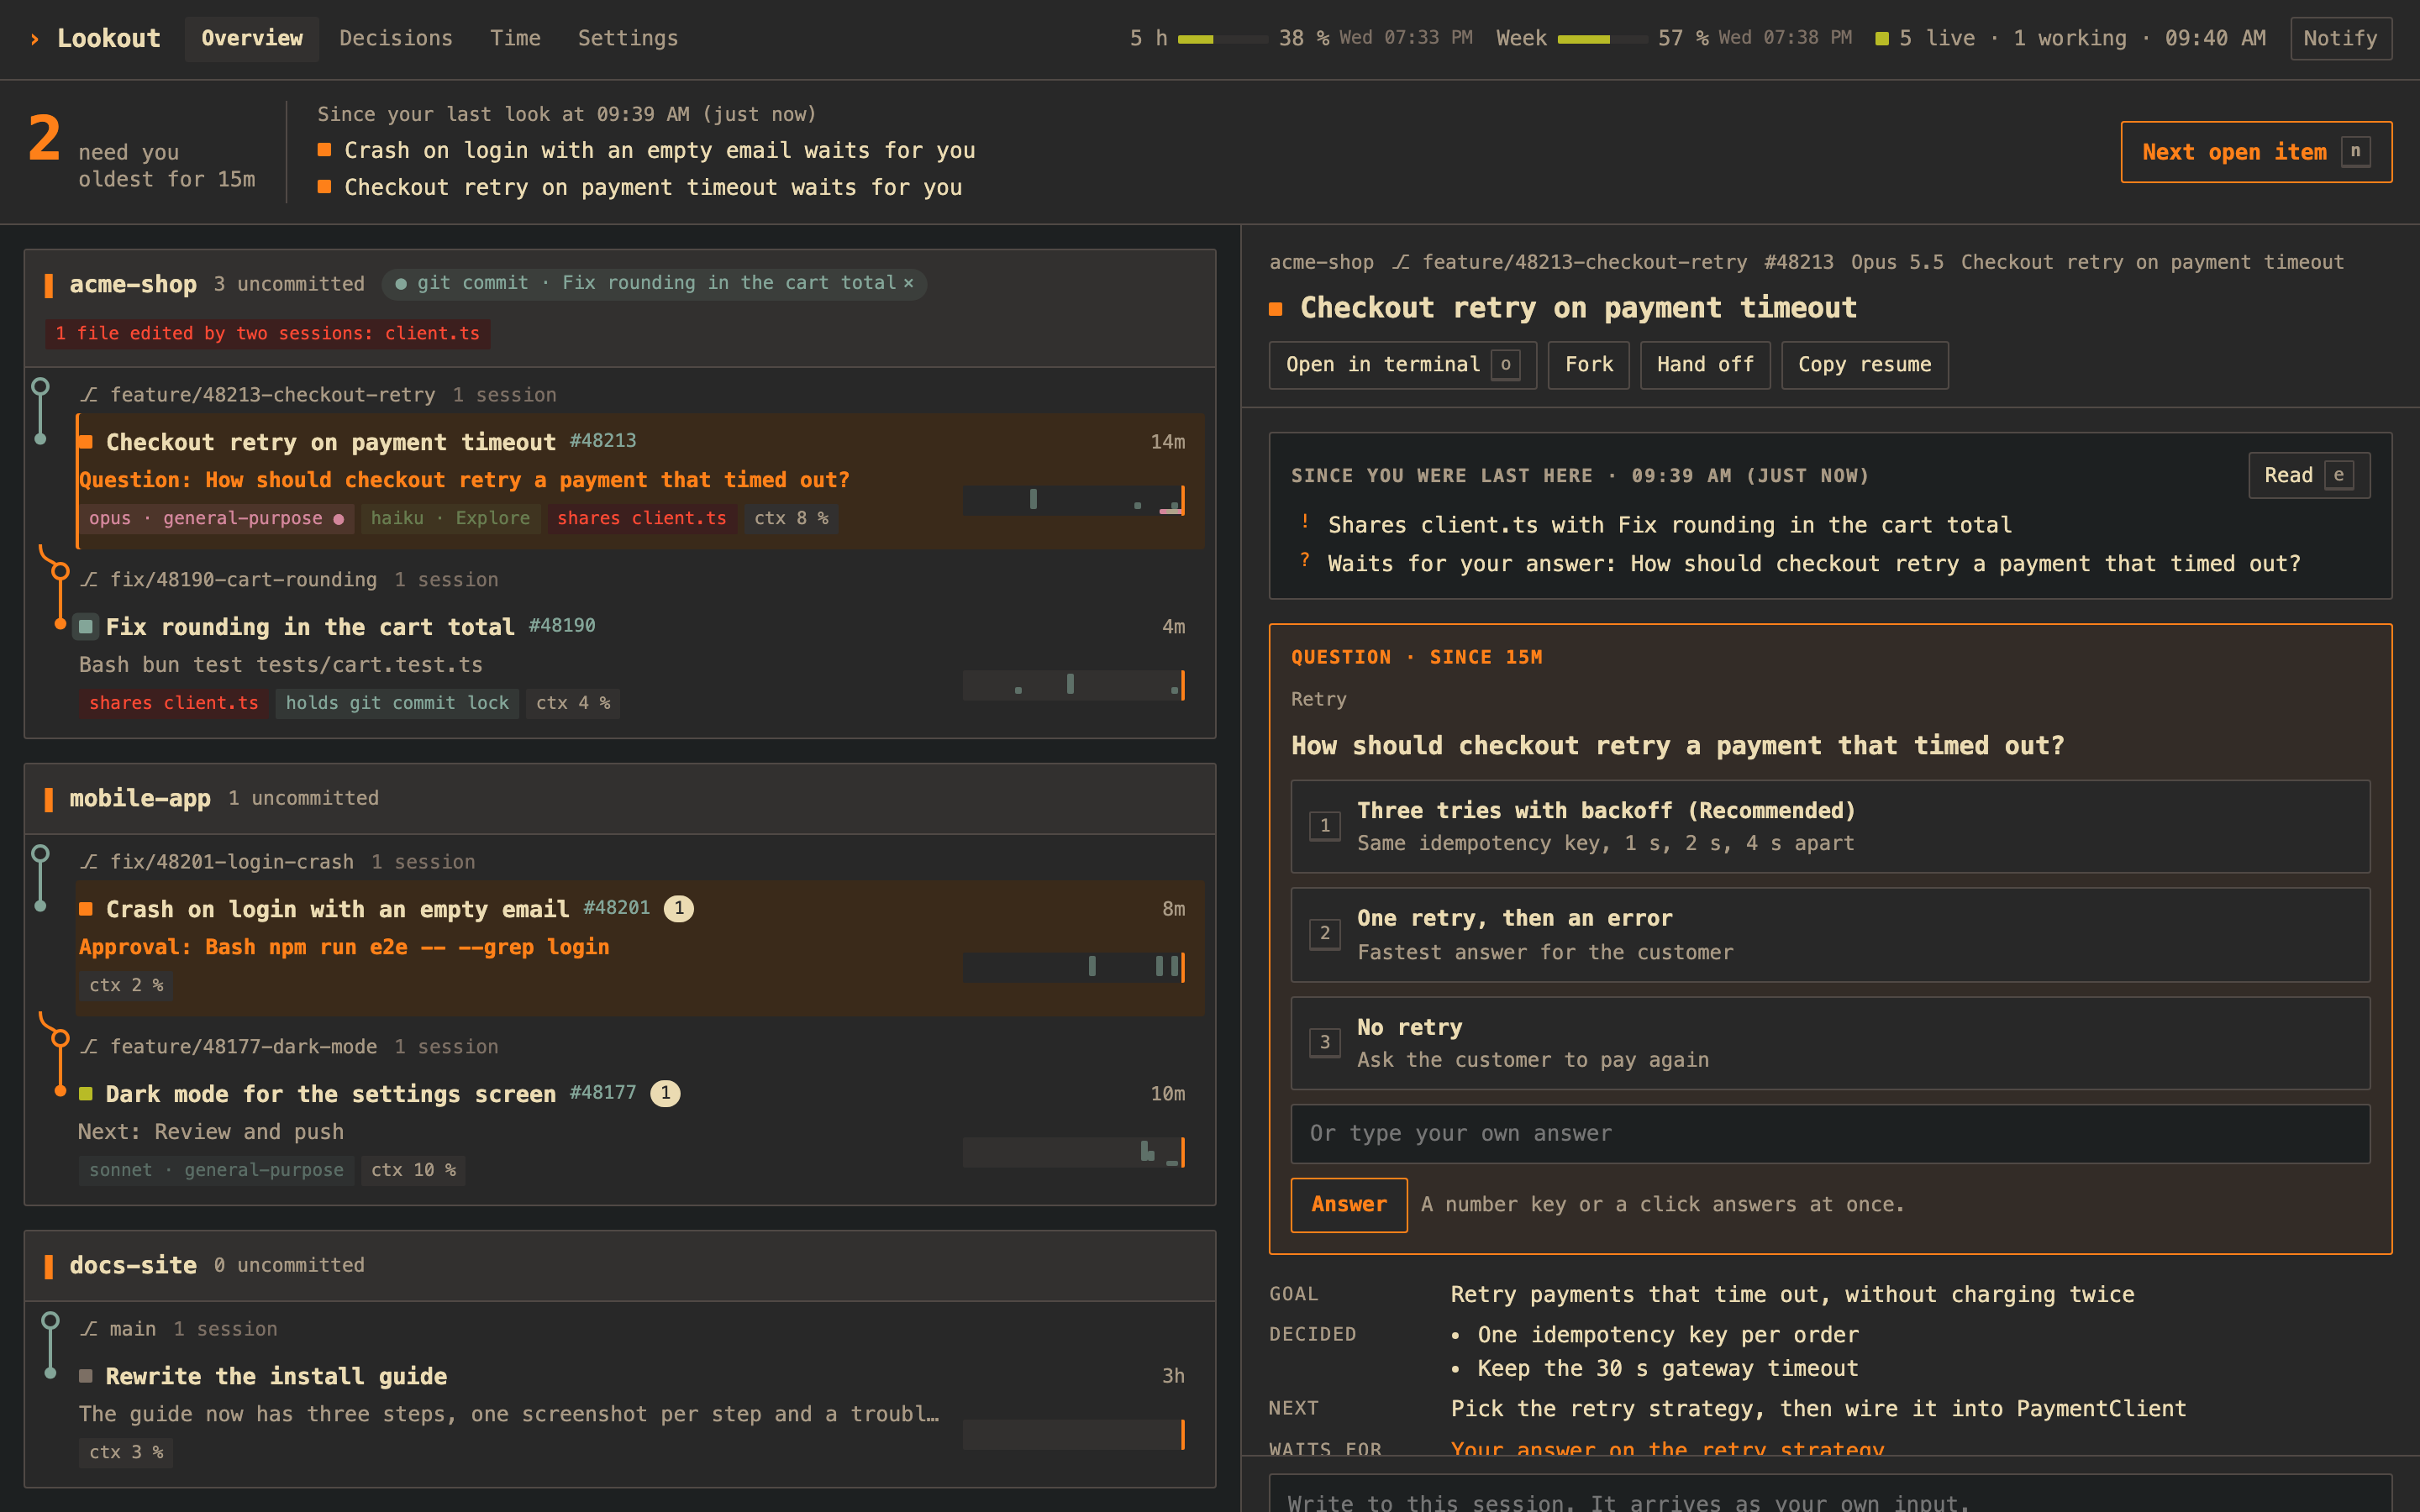 › Lookout Overview Decisions Time Settings 5 h 38 % Wed 07:33 PM Week 57 % Wed 07:38 PM 5 live · 1 working · 09:40 AM Notify
2 need you
oldest for 15m
Since your last look at 09:39 AM (just now)
Crash on login with an empty email waits for you
Checkout retry on payment timeout waits for you
Next open item n
acme-shop 3 uncommitted ● git commit · Fix rounding in the cart total ×
1 file edited by two sessions: client.ts
feature/48213-checkout-retry 1 session
Checkout retry on payment timeout #48213 14m
Question: How should checkout retry a payment that timed out?
opus · general-purpose ● haiku · Explore shares client.ts ctx 8 %
fix/48190-cart-rounding 1 session
Fix rounding in the cart total #48190 4m
Bash bun test tests/cart.test.ts
shares client.ts holds git commit lock ctx 4 %
mobile-app 1 uncommitted
fix/48201-login-crash 1 session
Crash on login with an empty email #48201 1 8m
Approval: Bash npm run e2e -- --grep login
ctx 2 %
feature/48177-dark-mode 1 session
Dark mode for the settings screen #48177 1 10m
Next: Review and push
sonnet · general-purpose ctx 10 %
docs-site 0 uncommitted
main 1 session
Rewrite the install guide 3h
The guide now has three steps, one screenshot per step and a troubl…
ctx 3 %
acme-shop feature/48213-checkout-retry #48213 Opus 5.5 Checkout retry on payment timeout
Checkout retry on payment timeout
Open in terminal o Fork Hand off Copy resume
SINCE YOU WERE LAST HERE · 09:39 AM (JUST NOW) Read e
! Shares client.ts with Fix rounding in the cart total
? Waits for your answer: How should checkout retry a payment that timed out?
QUESTION · SINCE 15M
Retry
How should checkout retry a payment that timed out?
1 Three tries with backoff (Recommended)
Same idempotency key, 1 s, 2 s, 4 s apart
2 One retry, then an error
Fastest answer for the customer
3 No retry
Ask the customer to pay again
Or type your own answer
Answer A number key or a click answers at once.
GOAL Retry payments that time out, without charging twice
DECIDED • One idempotency key per order
• Keep the 30 s gateway timeout
NEXT Pick the retry strategy, then wire it into PaymentClient
WAITS FOR Your answer on the retry strategy
Write to this session. It arrives as your own input.